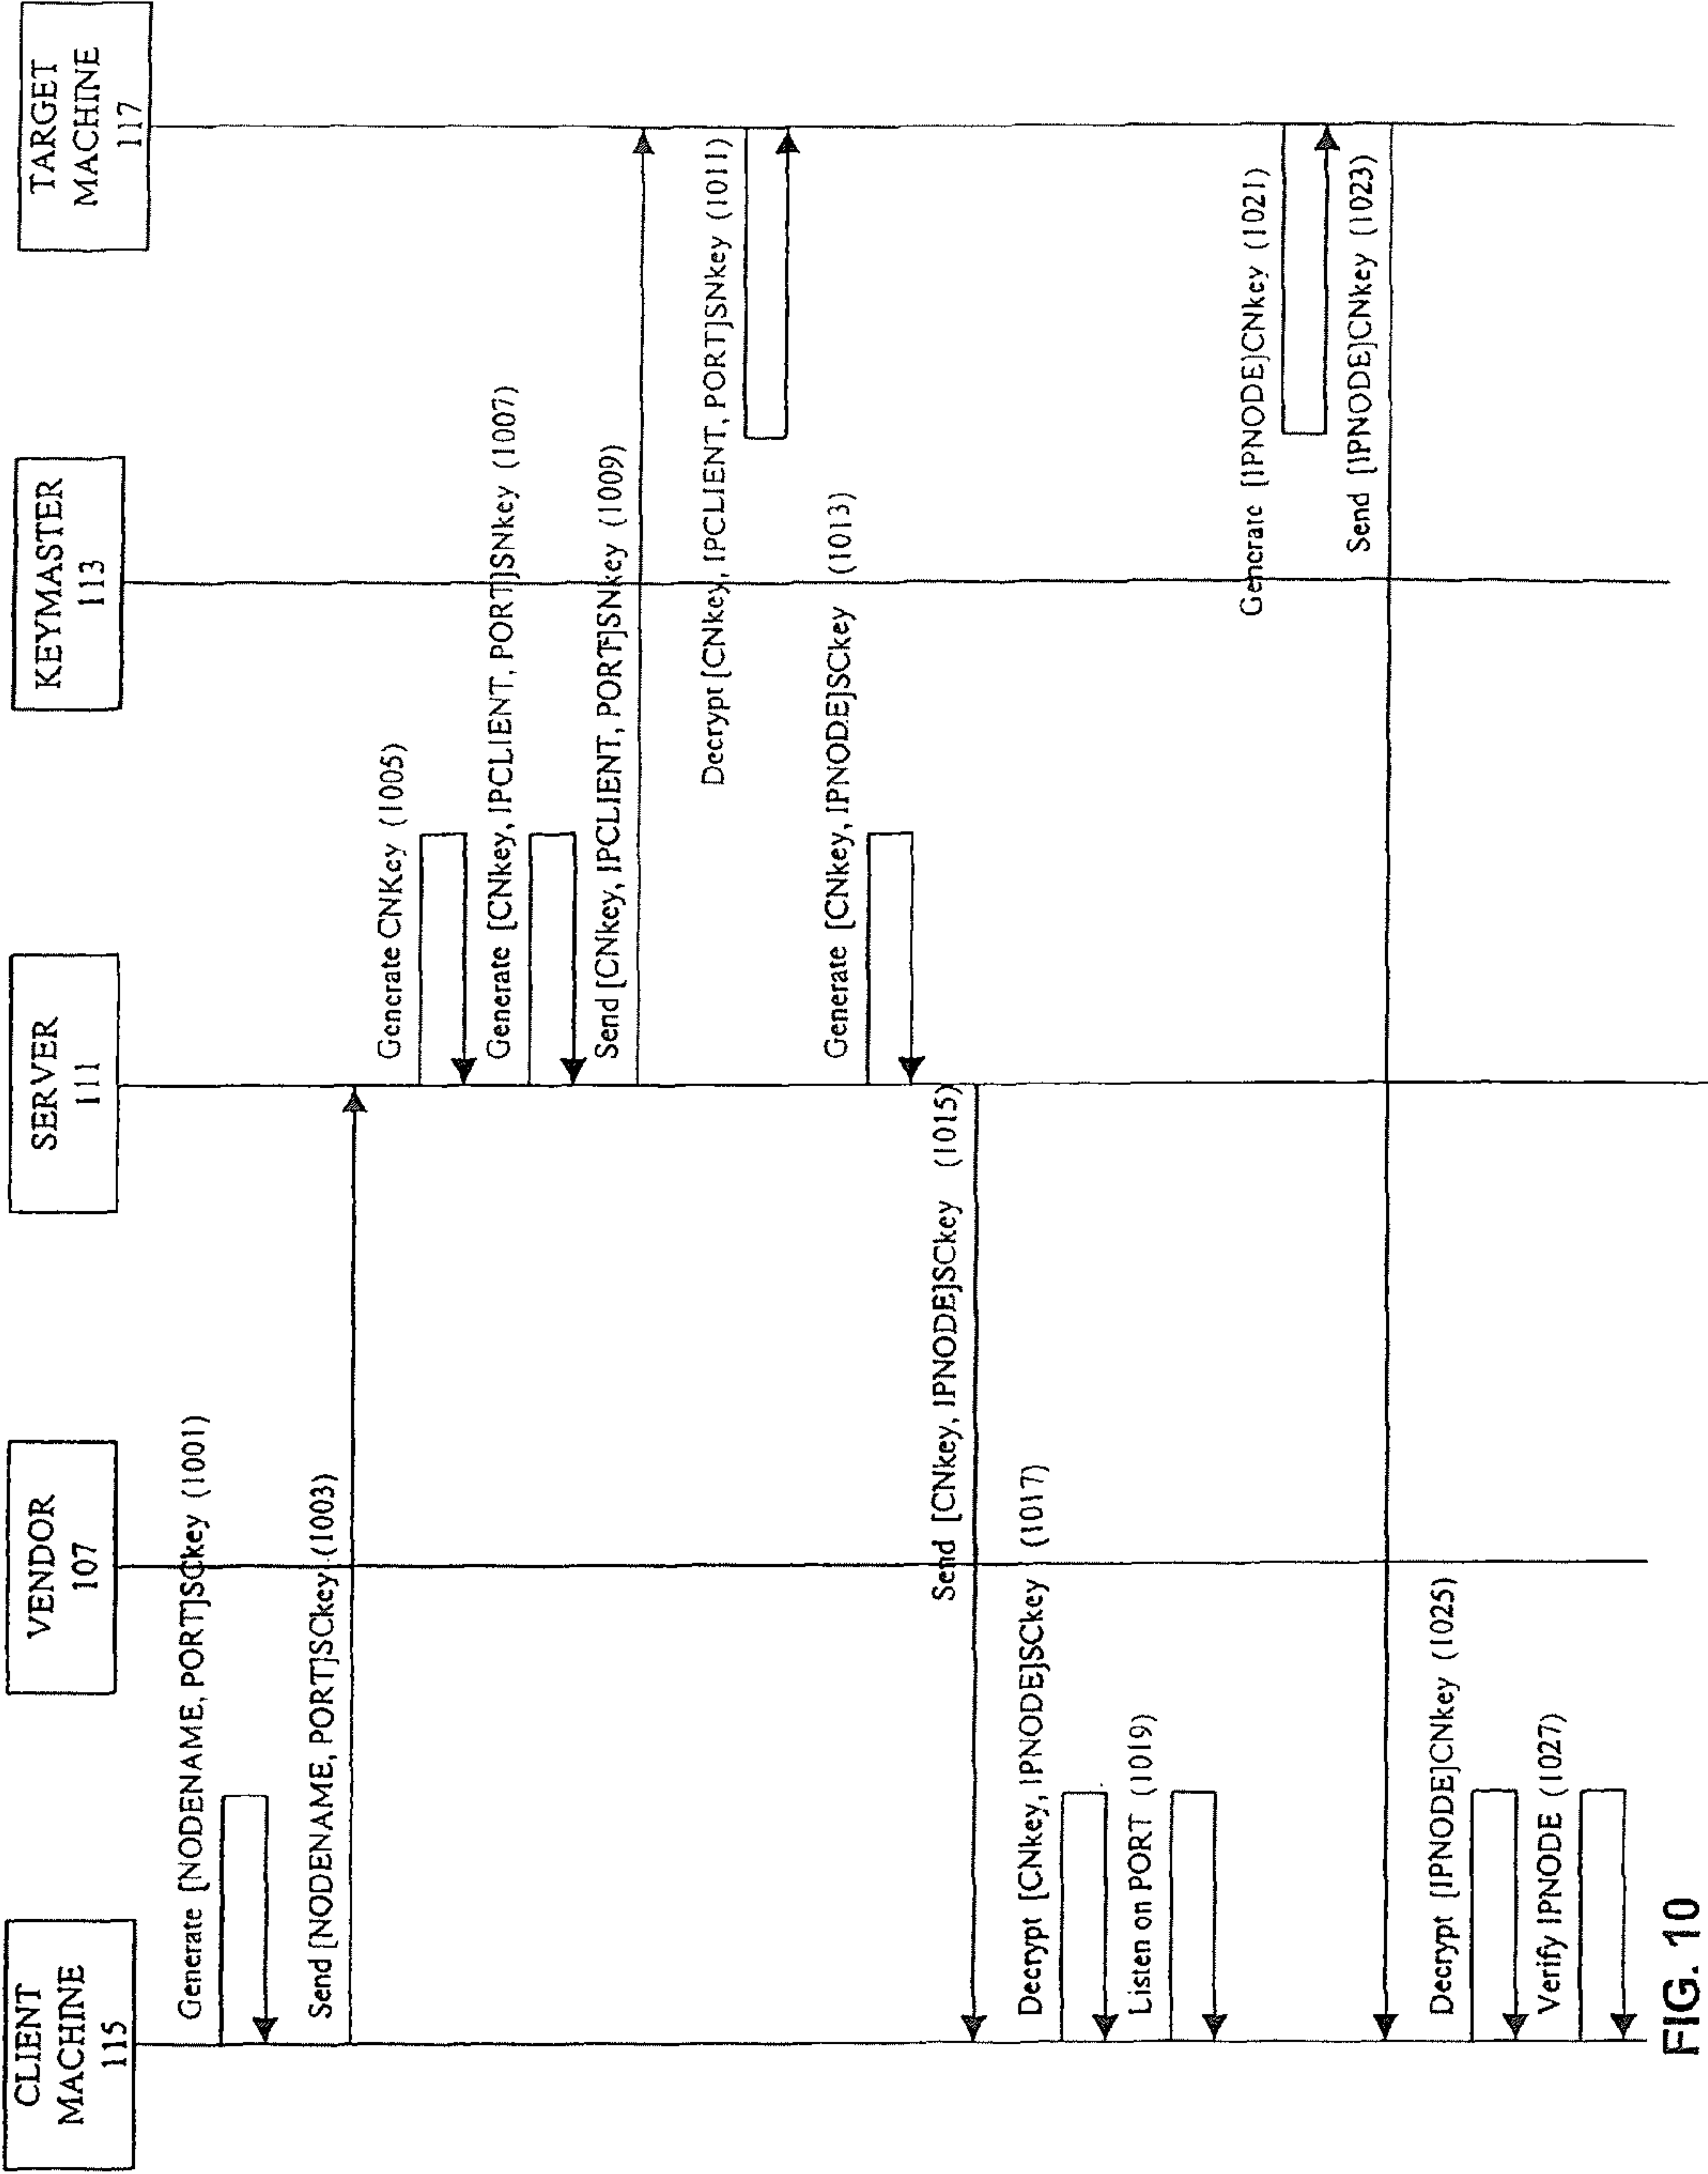 CLIENT
MACHINE
115
VENDOR
107
SERVER
111
KEYMASTER
113
TARGET
MACHINE
117
Generate [NODENAME, PORT]SCkey (1001)
Send [NODENAME, PORT]SCkey (1003)
Generate CNKey (1005)
Generate [CNkey, IPCLIENT, PORT]SNkey (1007)
Send [CNkey, IPCLIENT, PORT]SNkey (1009)
Decrypt [CNkey, IPCLIENT, PORT]SNkey (1011)
Generate [CNkey, IPNODE]SCkey (1013)
Send [CNkey, IPNODE]SCkey (1015)
Decrypt [CNkey, IPNODE]SCkey (1017)
Listen on PORT (1019)
Generate [IPNODE]CNkey (1021)
Send [IPNODE]CNkey (1023)
Decrypt [IPNODE]CNkey (1025)
Verify IPNODE (1027)
FIG. 10